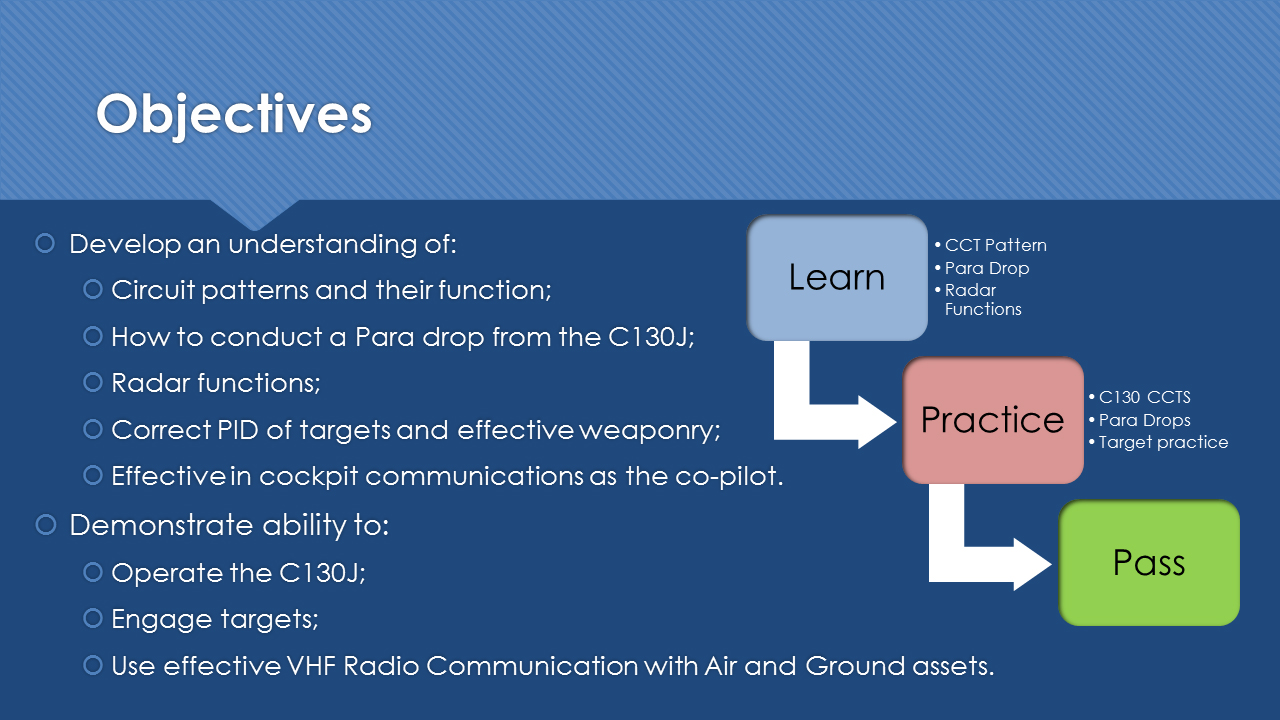 Objectives
Develop an understanding of:
Circuit patterns and their function;
How to conduct a Para drop from the C130J;
Radar functions;
Correct PID of targets and effective weaponry;
Effective in cockpit communications as the co-pilot.
Demonstrate ability to:
Operate the C130J;
Engage targets;
Use effective VHF Radio Communication with Air and Ground assets.
Learn
• CCT Pattern
• Para Drop
• Radar
Functions
Practice
• C130 CCTS
• Para Drops
• Target practice
Pass